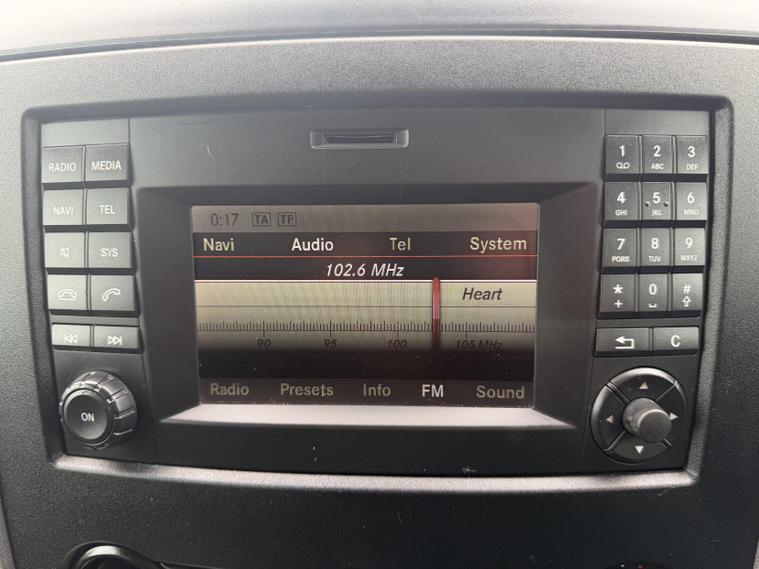 RADIO MEDIA
NAVI TEL
SYS
ON
0:17 TA TP
Navi Audio Tel System
102.6 MHz
Heart
90 95 100 105 MHz
Radio Presets Info FM Sound
1 2 ABC 3 DEF
4 GHI 5 JKL 6 MNO
7 PQRS 8 TUV 9 WXYZ
* + 0 #
C